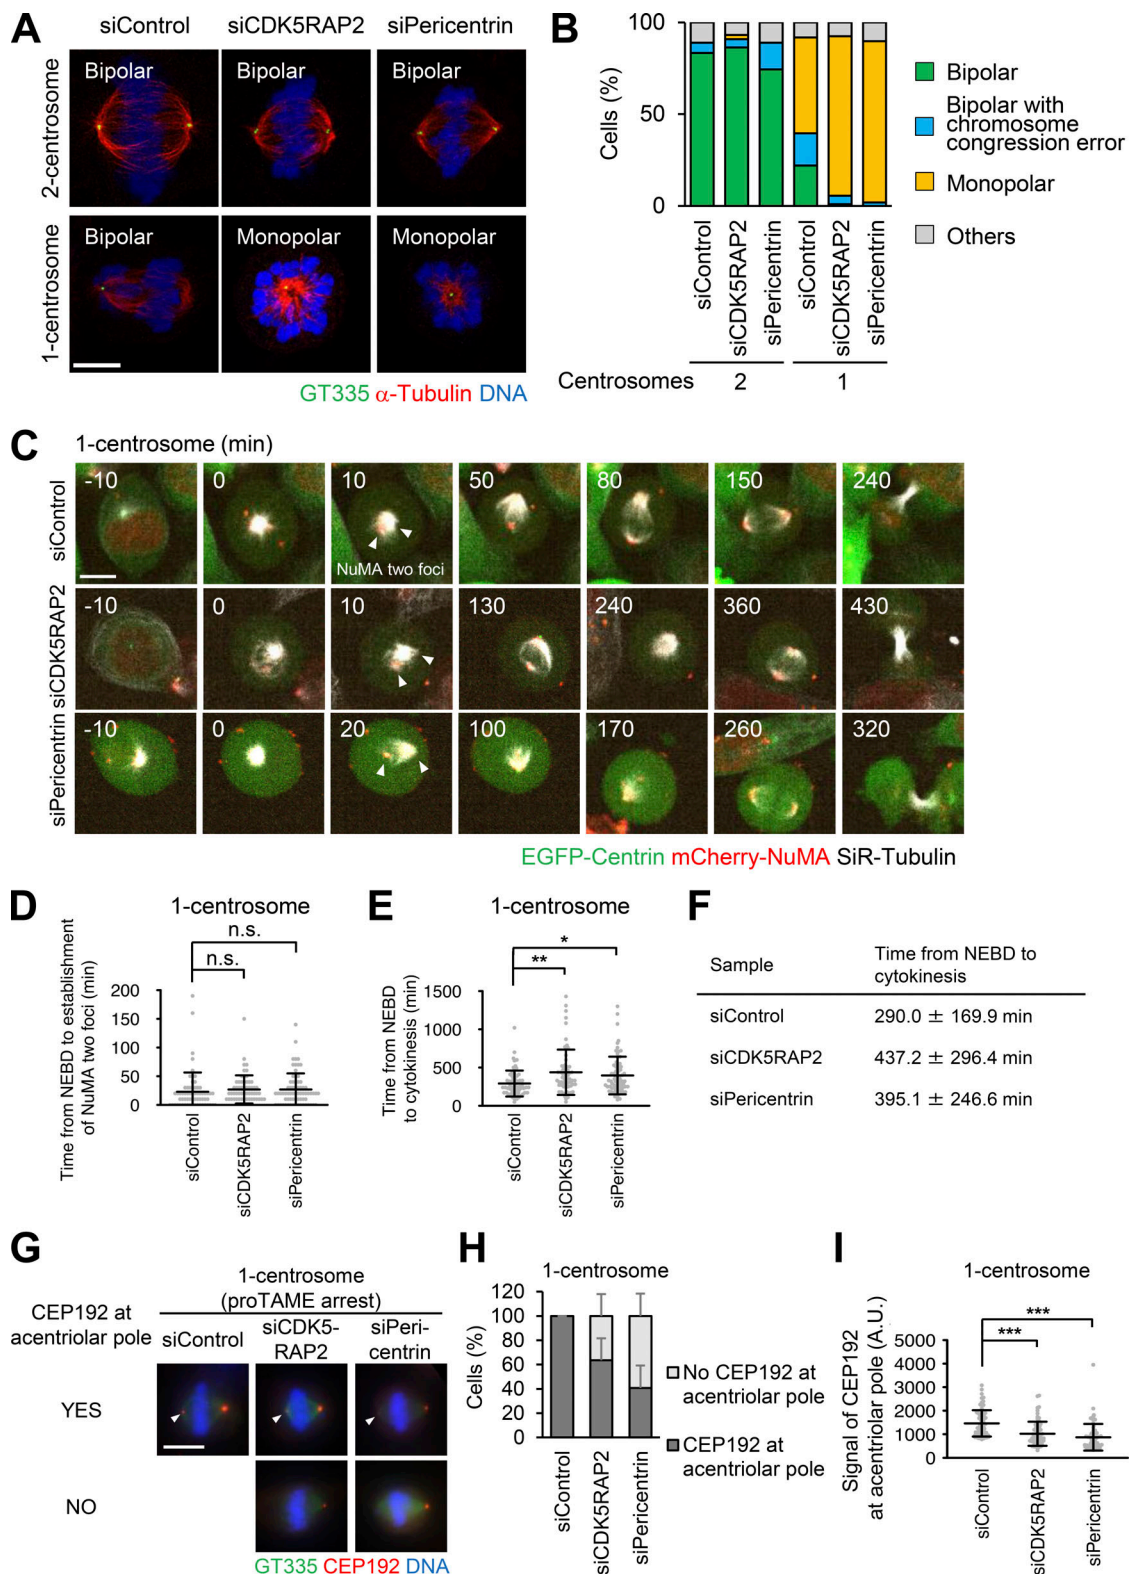 A
siControl siCDK5RAP2 siPericentrin
2-centrosome
Bipolar Bipolar Bipolar
1-centrosome
Bipolar Monopolar Monopolar
GT335 α-Tubulin DNA
B
Cells (%)
100
50
0
siControl
siCDK5RAP2
siPericentrin
siControl
siCDK5RAP2
siPericentrin
Centrosomes 2 1
Bipolar
Bipolar with
chromosome
congression error
Monopolar
Others
C
1-centrosome (min)
siControl
-10 0 10 50 80 150 240
NuMA two foci
siCDK5RAP2
-10 0 10 130 240 360 430
siPericentrin
-10 0 20 100 170 260 320
EGFP-Centrin mCherry-NuMA SiR-Tubulin
D
1-centrosome
Time from NEBD to establishment
of NuMA two foci (min)
n.s.
n.s.
200
150
100
50
0
siControl
siCDK5RAP2
siPericentrin
E
1-centrosome
Time from NEBD
to cytokinesis (min)
*
**
1500
1000
500
0
siControl
siCDK5RAP2
siPericentrin
F
Sample Time from NEBD to
cytokinesis
siControl 290.0 ± 169.9 min
siCDK5RAP2 437.2 ± 296.4 min
siPericentrin 395.1 ± 246.6 min
G
1-centrosome
(proTAME arrest)
CEP192 at
acentriolar pole
siControl
siCDK5-
RAP2
siPeri-
centrin
YES
NO
GT335 CEP192 DNA
H
1-centrosome
Cells (%)
120
100
80
60
40
20
0
siControl
siCDK5RAP2
siPericentrin
No CEP192 at
acentriolar pole
CEP192 at
acentriolar pole
I
1-centrosome
Signal of CEP192
at acentriolar pole (A.U.)
***
***
5000
4000
3000
2000
1000
0
siControl
siCDK5RAP2
siPericentrin